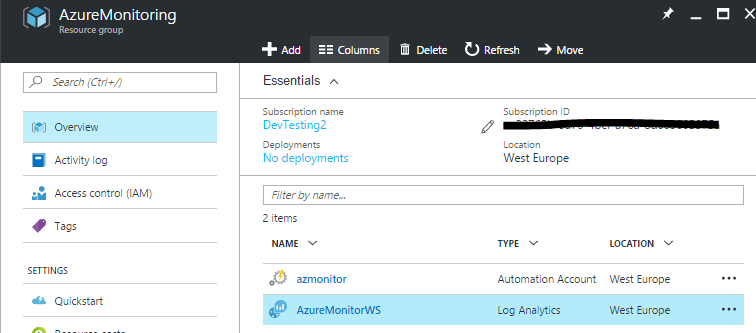 AzureMonitoring
Resource group
Add Columns Delete Refresh Move
Search (Ctrl+/)
Overview
Activity log
Access control (IAM)
Tags
SETTINGS
Quickstart
Resource costs
Essentials
Subscription name
DevTesting2
Deployments
No deployments
Subscription ID
Location
West Europe
Filter by name...
2 items
NAME TYPE LOCATION
azmonitor Automation Account West Europe
AzureMonitorWS Log Analytics West Europe